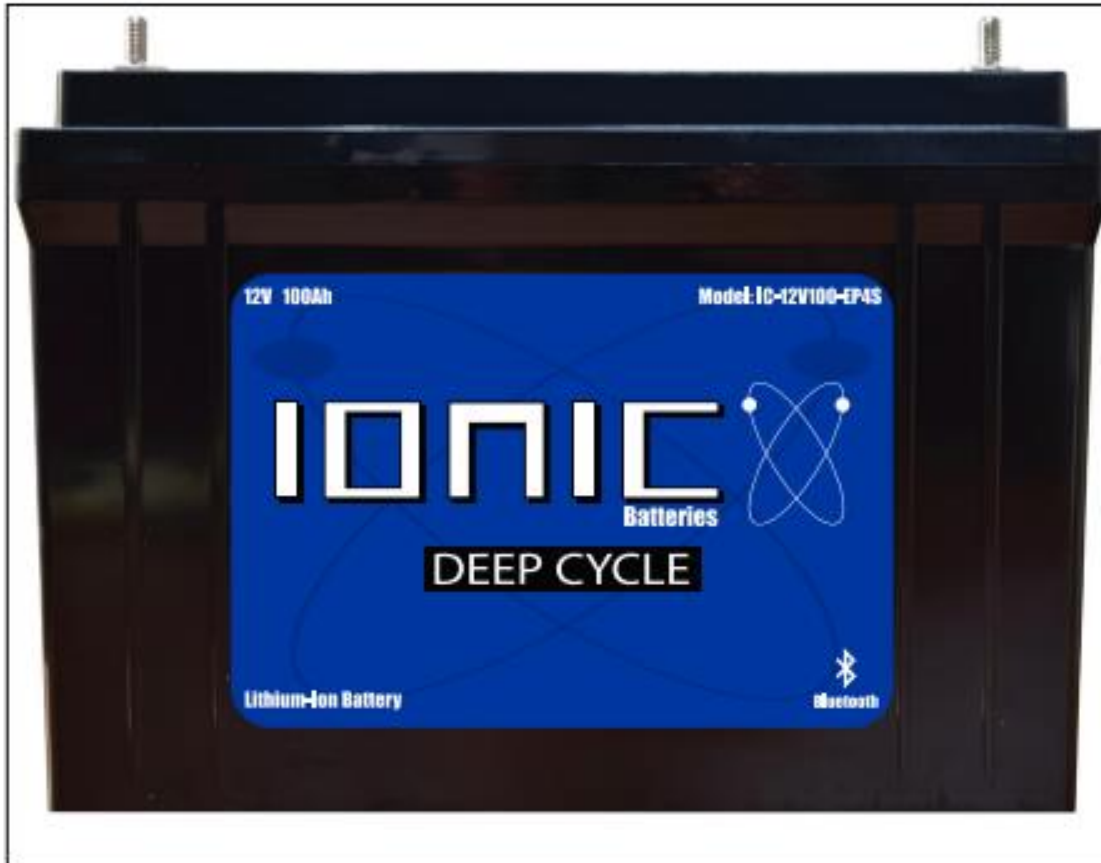 12V 100Ah
Model: IC-12V100-EP4S
IONIC
Batteries
DEEP CYCLE
Lithium-Ion Battery
Bluetooth